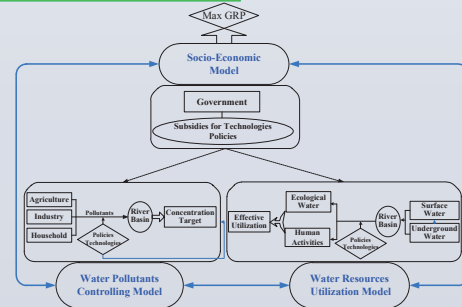 Max GRP
Socio-Economic
Model
Government
Subsidies for Technologies
Policies
Agriculture
Industry
Household
Pollutants
Policies
Technologies
River
Basin
Concentration
Target
Effective
Utilization
Ecological
Water
Human
Activities
Policies
Technologies
River
Basin
Surface
Water
Underground
Water
Water Pollutants
Controlling Model
Water Resources
Utilization Model